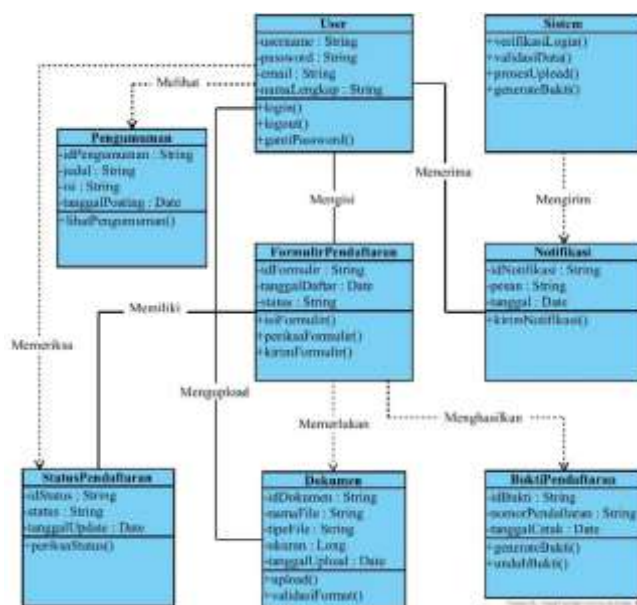 User
-username : String
-password : String
-email : String
-namaLengkap : String
+login()
+logout()
+gantiPassword()
Sistem
+verifikasiLogin()
+validasiData()
+prosesUpload()
+generateBukti()
Melihat
Pengumuman
-idPengumuman : String
-judul : String
-isi : String
-tanggalPosting : Date
+lihatPengumuman()
Menerima
Mengisi
Mengirim
FormulirPendaftaran
-idFormulir : String
-tanggalDaftar : Date
-status : String
+isiFormulir()
+periksaFormulir()
+kirimFormulir()
Notifikasi
-idNotifikasi : String
-pesan : String
-tanggal : Date
+kirimNotifikasi()
Memiliki
Memeriksa
Mengupload
Memerlukan
Menghasilkan
StatusPendaftaran
-idStatus : String
-status : String
-tanggalUpdate : Date
+periksaStatus()
Dokumen
-idDokumen : String
-namaFile : String
-tipeFile : String
-ukuran : Long
-tanggalUpload : Date
+upload()
+validasiFormat()
BuktiPendaftaran
-idBukti : String
-nomorPendaftaran : String
-tanggalCetak : Date
+generateBukti()
+unduhBukti()